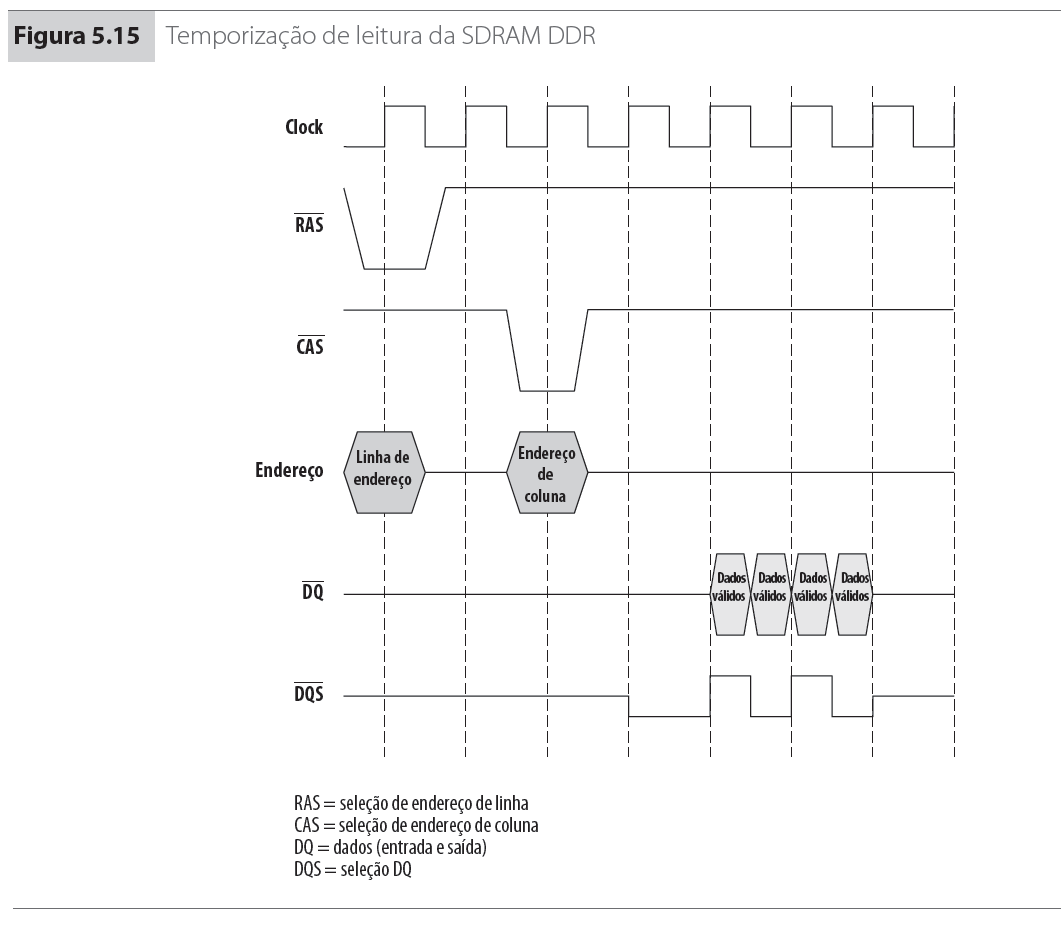 Figura 5.15 Temporização de leitura da SDRAM DDR
Clock
RAS
CAS
Endereço
Linha de
endereço
Endereço
de
coluna
DQ
Dados Dados Dados Dados
válidos válidos válidos válidos
DQS
RAS = seleção de endereço de linha
CAS = seleção de endereço de coluna
DQ = dados (entrada e saída)
DQS = seleção DQ